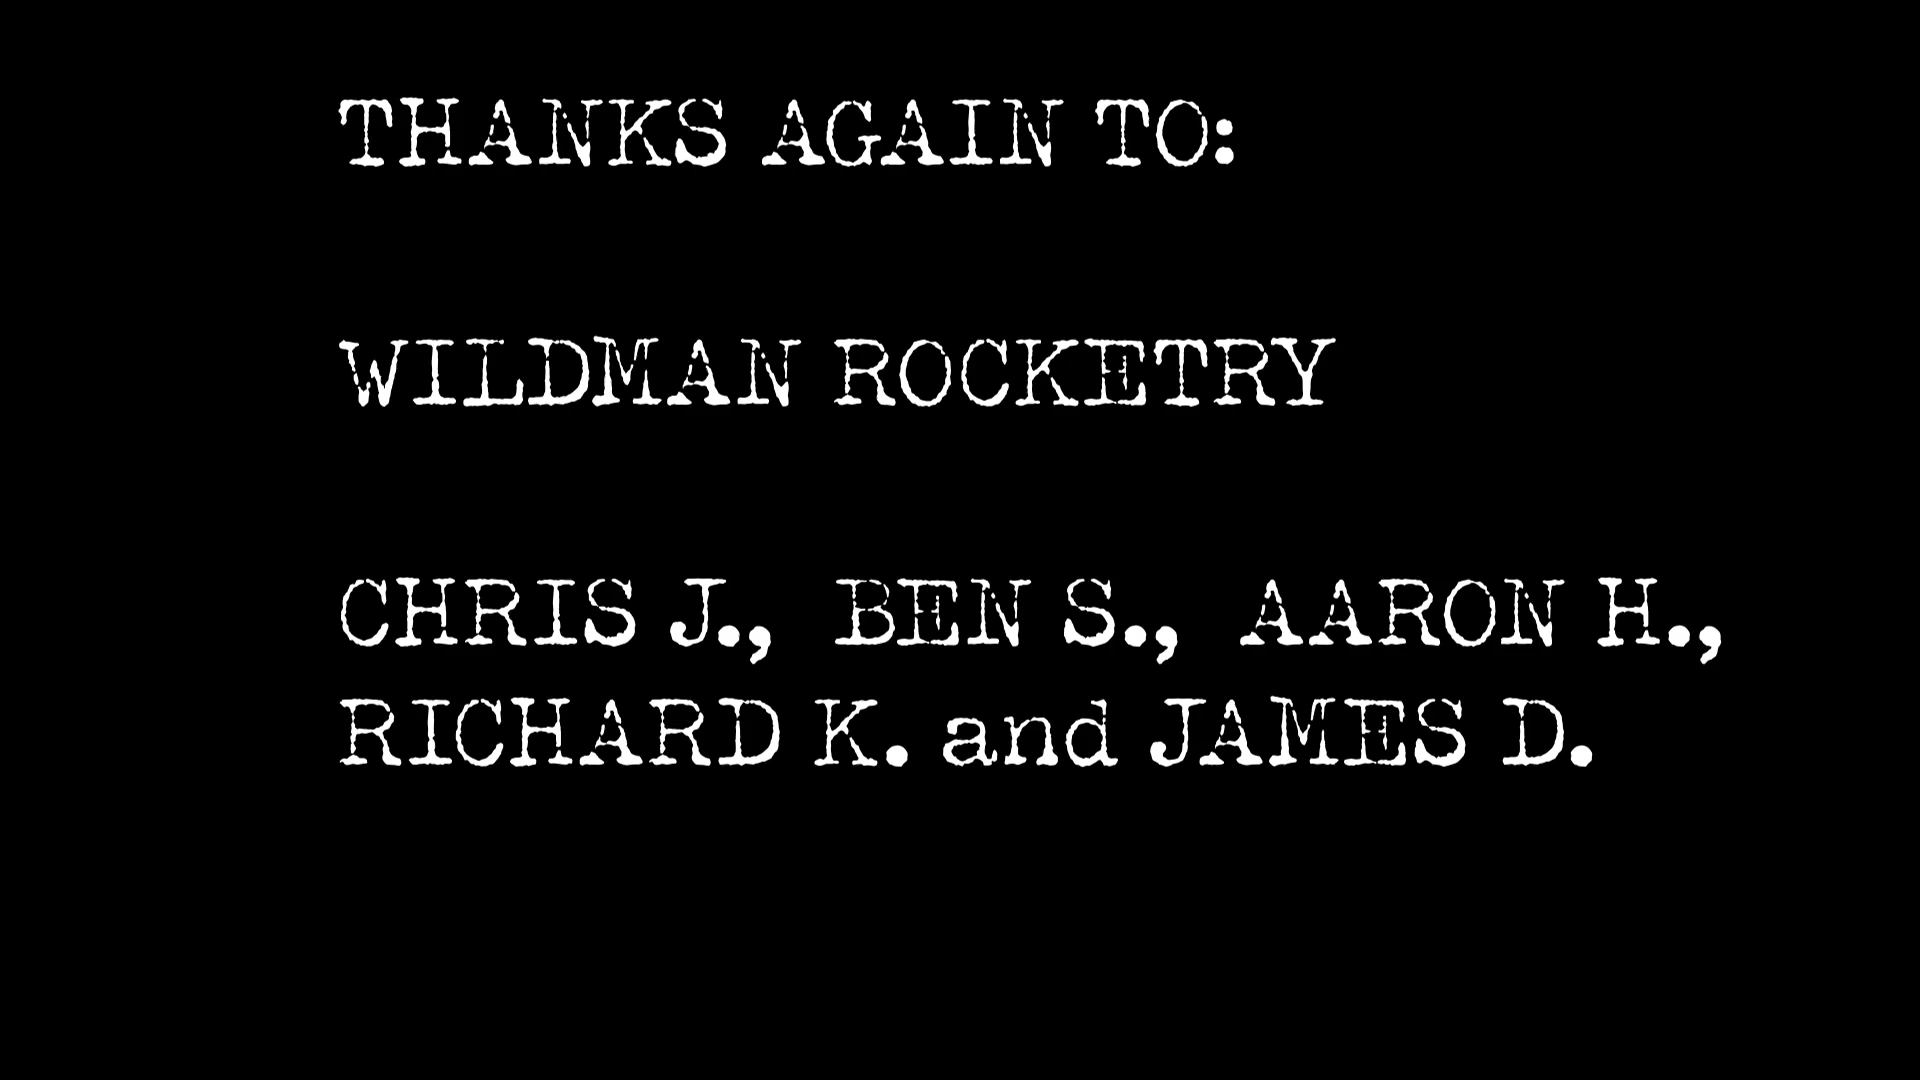 THANKS AGAIN TO:
WILDMAN ROCKETRY
CHRIS J.,  BEN S.,  AARON H.,
RICHARD K. and JAMES D.